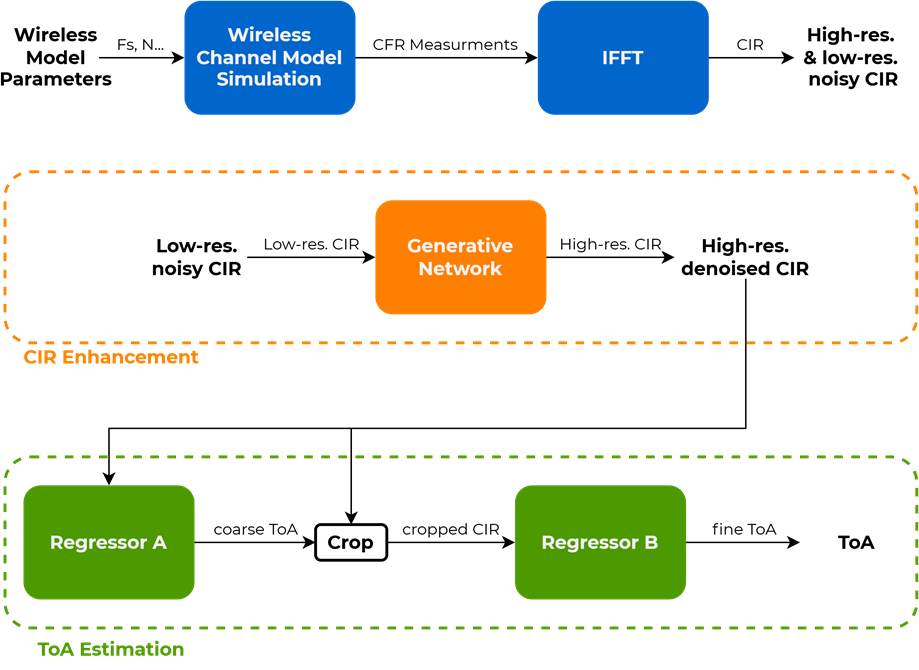 Wireless
Model
Parameters
Fs, N...
Wireless
Channel Model
Simulation
CFR Measurments
IFFT
CIR
High-res.
& low-res.
noisy CIR
Low-res.
noisy CIR
Low-res. CIR
Generative
Network
High-res. CIR
High-res.
denoised CIR
CIR Enhancement
Regressor A
coarse ToA
Crop
cropped CIR
Regressor B
fine ToA
ToA
ToA Estimation